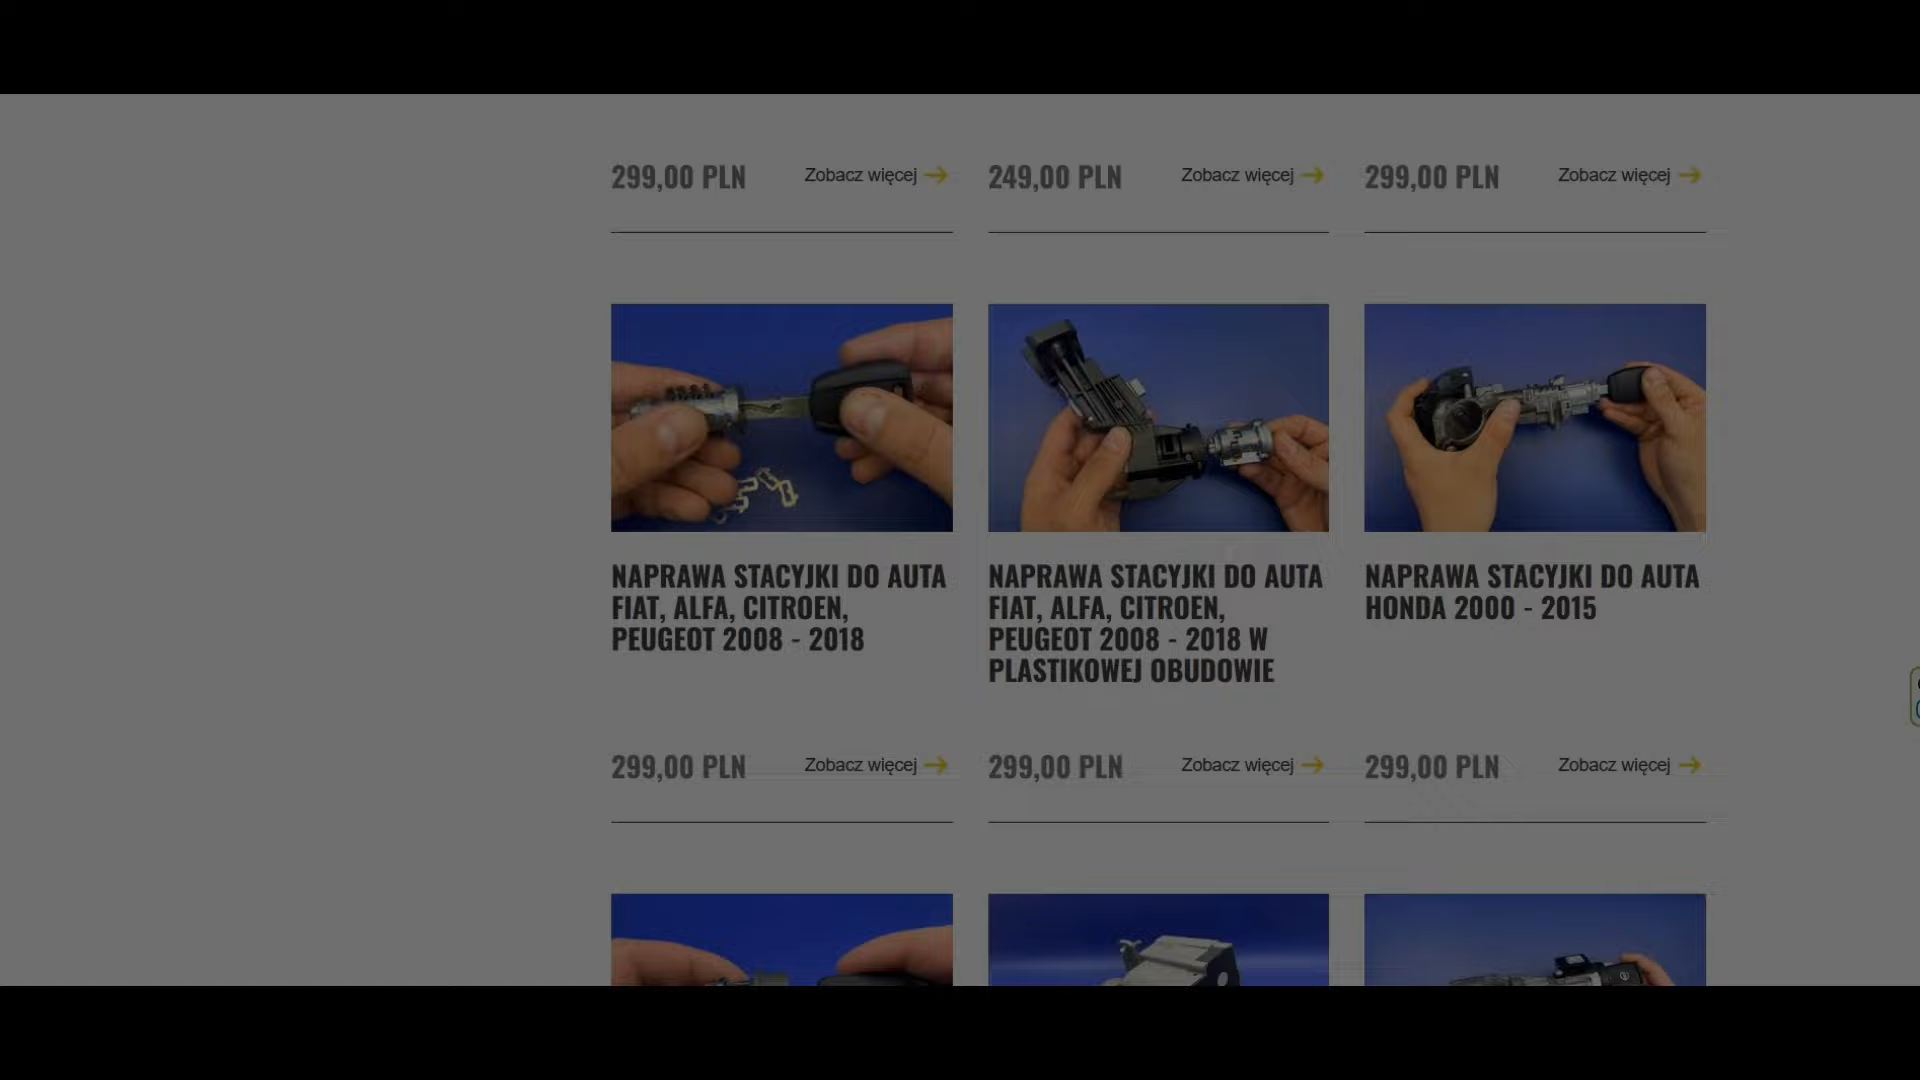 299,00 PLN Zobacz więcej
249,00 PLN Zobacz więcej
299,00 PLN Zobacz więcej
NAPRAWA STACYJKI DO AUTA
FIAT, ALFA, CITROEN,
PEUGEOT 2008 - 2018
NAPRAWA STACYJKI DO AUTA
FIAT, ALFA, CITROEN,
PEUGEOT 2008 - 2018 W
PLASTIKOWEJ OBUDOWIE
NAPRAWA STACYJKI DO AUTA
HONDA 2000 - 2015
299,00 PLN Zobacz więcej
299,00 PLN Zobacz więcej
299,00 PLN Zobacz więcej